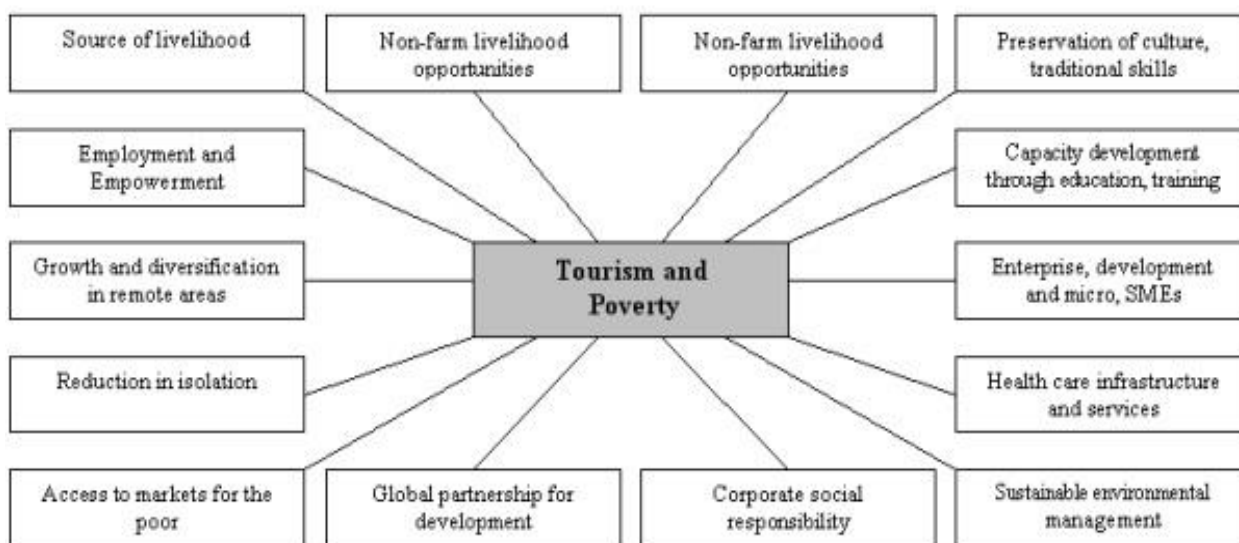 Source of livelihood
Non-farm livelihood
opportunities
Non-farm livelihood
opportunities
Preservation of culture,
traditional skills
Employment and
Empowerment
Capacity development
through education, training
Growth and diversification
in remote areas
Tourism and
Poverty
Enterprise, development
and micro, SMEs
Reduction in isolation
Health care infrastructure
and services
Access to markets for the
poor
Global partnership for
development
Corporate social
responsibility
Sustainable environmental
management